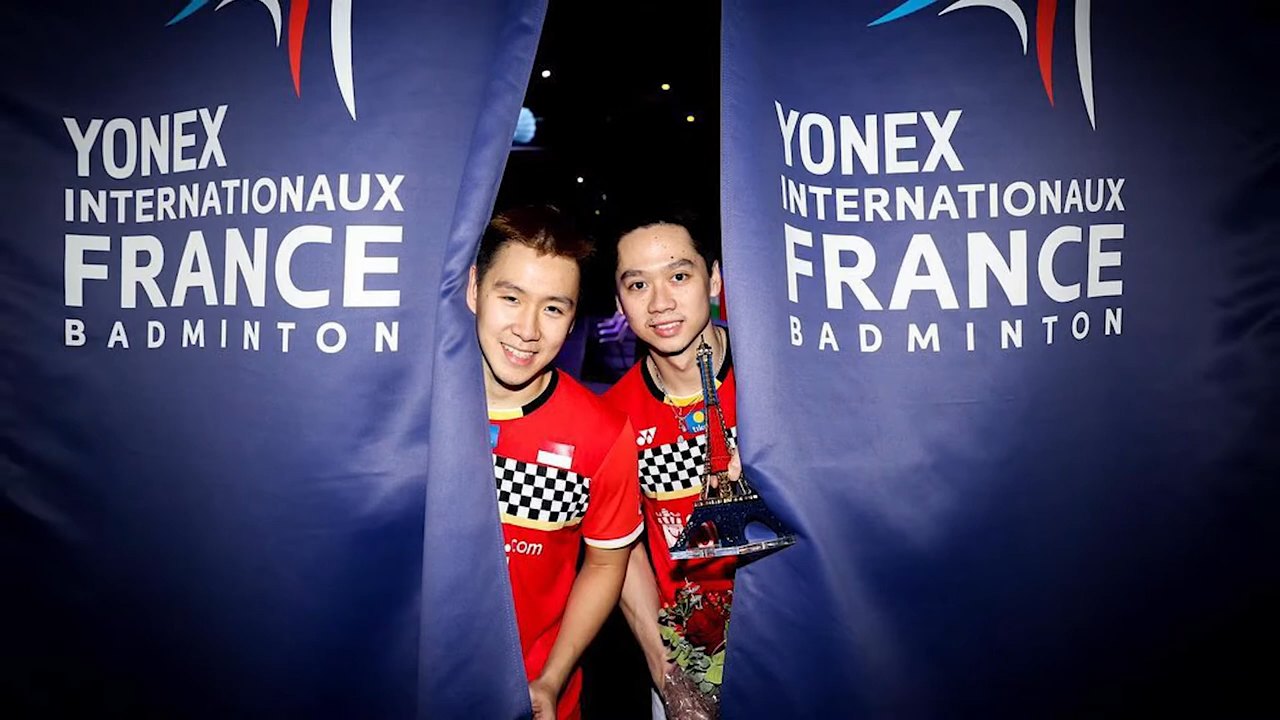 YONEX
INTERNATIONAUX
FRANCE
BADMINTON
YONEX
INTERNATIONAUX
FRANCE
BADMINTON
.com